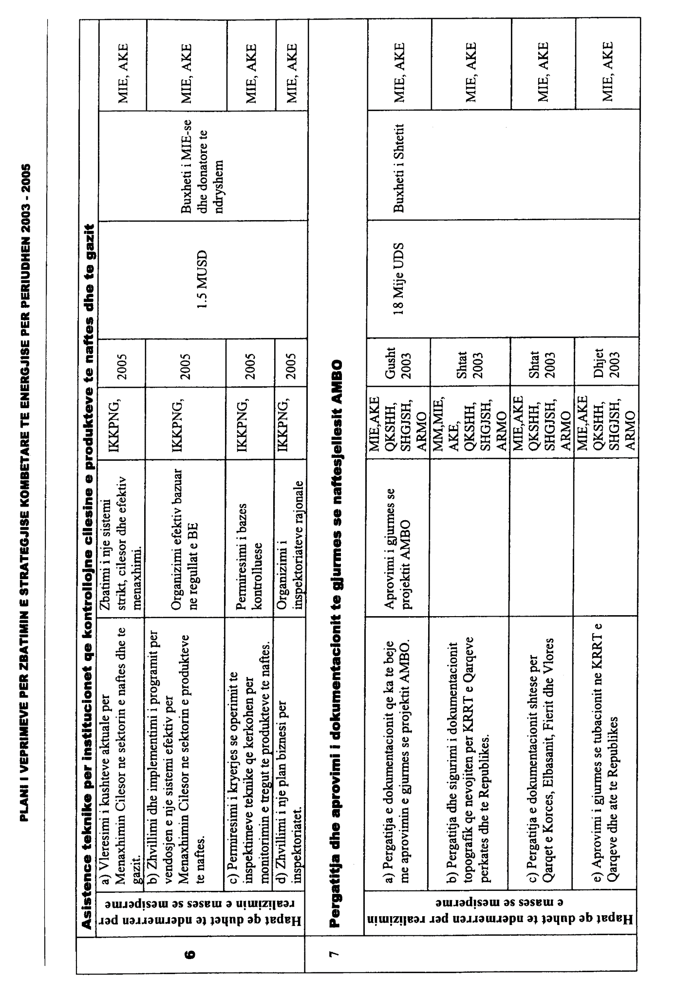 PLANI I VEPRIMEVE PER ZBATIMIN E STRATEGJISE KOMBETARE TE ENERGJISE PER PERIUDHEN 2003 - 2005
6
Asistence teknike per institucionet qe kontrollojne cilesine e produkteve te naftes dhe te gazit
Hapat qe duhet te ndermerren per
realizimin e mases se mesiperme
a) Vleresimi i kushteve aktuale per
Menaxhimin Cilesor ne sektorin e naftes dhe te
gazit.
Zbatimi i nje sistemi
strikt, cilesor dhe efektiv
menaxhimi.
IKKPNG,
2005
1.5 MUSD
Buxheti i MIE-se
dhe donatore te
ndryshem
MIE, AKE
b) Zhvillimi dhe implementimi i programit per
vendosjen e nje sistemi efektiv per
Menaxhimin Cilesor ne sektorin e produkteve
te naftes.
Organizimi efektiv bazuar
ne regullat e BE
IKKPNG,
2005
MIE, AKE
c) Permiresimi i kryerjes se operimit te
inspektimeve teknike qe kerkohen per
monitorimin e tregut te produkteve te naftes.
Permiresimi i bazes
kontrolluese
IKKPNG,
2005
MIE, AKE
d) Zhvillimi i nje plan biznesi per
inspektoriatet.
Organizimi i
inspektoriateve rajonale
IKKPNG,
2005
MIE, AKE
7
Pergatitja dhe aprovimi i dokumentacionit te gjurmes se naftesjellesit AMBO
Hapat qe duhet te ndermerren per realizimin
e mases se mesiperme
a) Pergatitja e dokumentacionit qe ka te beje
me aprovimin e gjurmes se projektit AMBO.
Aprovimi i gjurmes se
projektit AMBO
MIE,AKE
QKSHH,
SHGJSH,
ARMO
Gusht
2003
18 Mije UDS
Buxheti i Shtetit
MIE, AKE
b) Pergatitja dhe sigurimi i dokumentacionit
topografik qe nevojiten per KRRT e Qarqeve
perkates dhe te Republikes.
MM,MIE,
AKE,
QKSHH,
SHGJSH,
ARMO
Shtat
2003
MIE, AKE
c) Pergatitja e dokumentacionit shtese per
Qarqet e Korces, Elbasanit, Fierit dhe Vlores
MIE,AKE
QKSHH,
SHGJSH,
ARMO
Shtat
2003
MIE, AKE
e) Aprovimi i gjurmes se tubacionit ne KRRT e
Qarqeve dhe ate te Republikes
MIE,AKE
QKSHH,
SHGJSH,
ARMO
Dhjet
2003
MIE, AKE